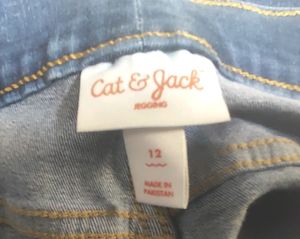 Cat & Jack
JEGGING
12
MADE IN
PAKISTAN